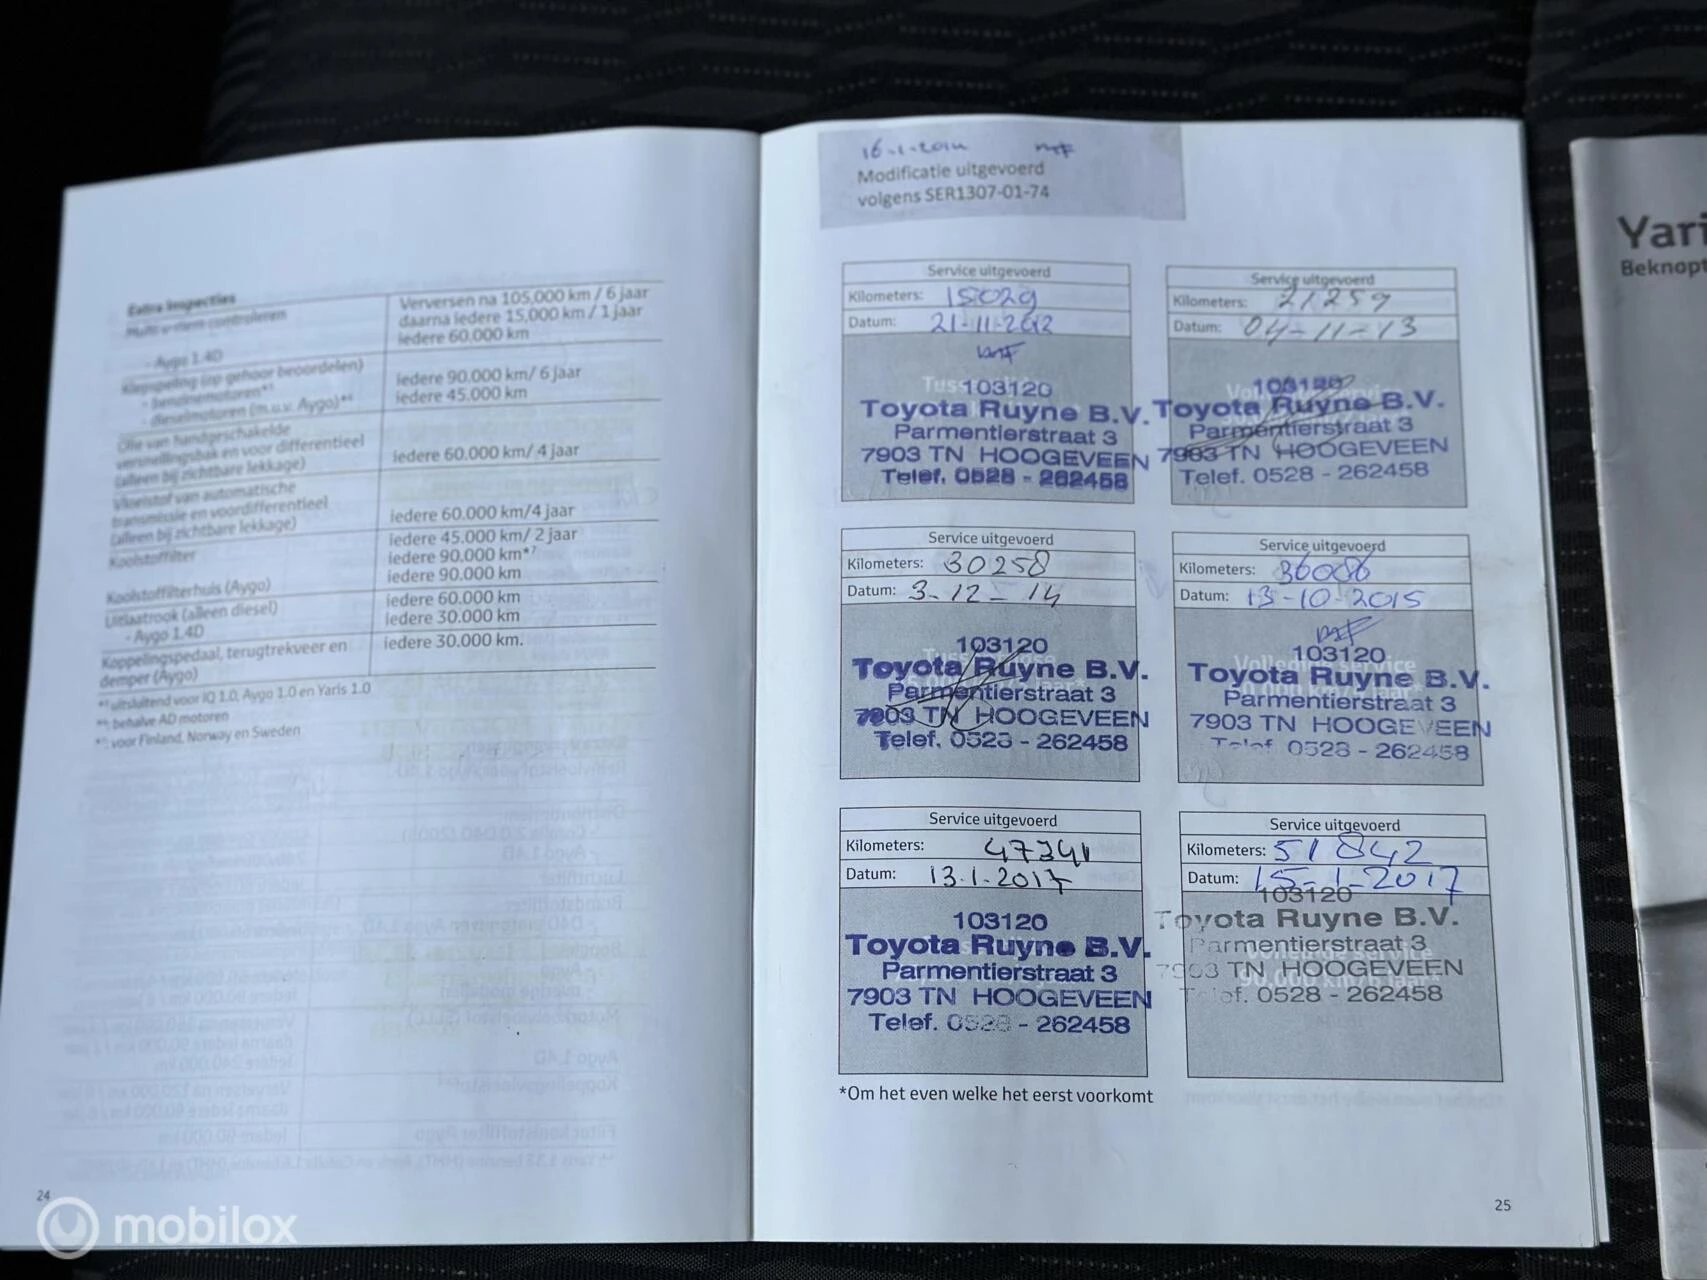 Extra inspecties
Verversen na 105.000 km / 6 jaar
daarna iedere 15.000 km / 1 jaar
iedere 60.000 km
- Aygo 1.4D
Klepspeling (op gehoor beoordelen)
- benzinemotoren
- dieselmotoren (m.u.v. Aygo)
iedere 90.000 km/ 6 jaar
iedere 45.000 km
Olie van handgeschakelde
versnellingsbak en voor differentieel
(alleen bij zichtbare lekkage)
iedere 60.000 km/ 4 jaar
Vloeistof van automatische
transmissie en voordifferentieel
(alleen bij zichtbare lekkage)
iedere 60.000 km/4 jaar
Koolstoffilter
iedere 45.000 km/ 2 jaar
iedere 90.000 km*7
Koolstoffilterhuis (Aygo)
iedere 90.000 km
Uitlaatrook (alleen diesel)
- Aygo 1.4D
iedere 60.000 km
iedere 30.000 km
Koppelingspedaal, terugtrekveer en
demper (Aygo)
iedere 30.000 km.
uitsluitend voor IQ 1.0, Aygo 1.0 en Yaris 1.0
behalve AD motoren
voor Finland, Norway en Sweden
24
16-1-2014
Modificatie uitgevoerd
volgens SER1307-01-74
Service uitgevoerd
Kilometers: 15029
Datum: 21-11-2012
103120
Toyota Ruyne B.V.
Parmentierstraat 3
7903 TN HOOGEVEEN
Telef. 0528 - 262458
Service uitgevoerd
Kilometers: 21259
Datum: 04-11-13
103120
Toyota Ruyne B.V.
Parmentierstraat 3
7903 TN HOOGEVEEN
Telef. 0528 - 262458
Service uitgevoerd
Kilometers: 30258
Datum: 3-12-14
103120
Toyota Ruyne B.V.
Parmentierstraat 3
7903 TN HOOGEVEEN
Telef. 0528 - 262458
Service uitgevoerd
Kilometers: 36086
Datum: 13-10-2015
Volledige service
103120
Toyota Ruyne B.V.
Parmentierstraat 3
7903 TN HOOGEVEEN
Telef. 0528 - 262458
Service uitgevoerd
Kilometers: 47341
Datum: 13.1.2017
103120
Toyota Ruyne B.V.
Parmentierstraat 3
7903 TN HOOGEVEEN
Telef. 0528 - 262458
Service uitgevoerd
Kilometers: 51842
Datum: 15-1-2017
103120
Toyota Ruyne B.V.
Parmentierstraat 3
7903 TN HOOGEVEEN
Telef. 0528 - 262458
*Om het even welke het eerst voorkomt
25
Yari
Beknopt
mobilox